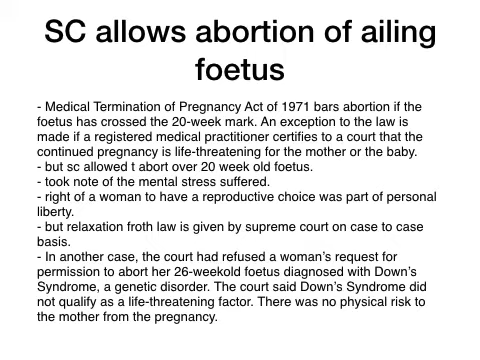 SC allows abortion of ailing
foetus
- Medical Termination of Pregnancy Act of 1971 bars abortion if the
foetus has crossed the 20-week mark. An exception to the law is
made if a registered medical practitioner certifies to a court that the
continued pregnancy is life-threatening for the mother or the baby.
- but sc allowed t abort over 20 week old foetus.
- took note of the mental stress suffered.
- right of a woman to have a reproductive choice was part of personal
liberty.
- but relaxation froth law is given by supreme court on case to case
basis.
- In another case, the court had refused a woman's request for
permission to abort her 26-weekold foetus diagnosed with Down's
Syndrome, a genetic disorder. The court said Down's Syndrome did
not qualify as a life-threatening factor. There was no physical risk to
the mother from the pregnancy.